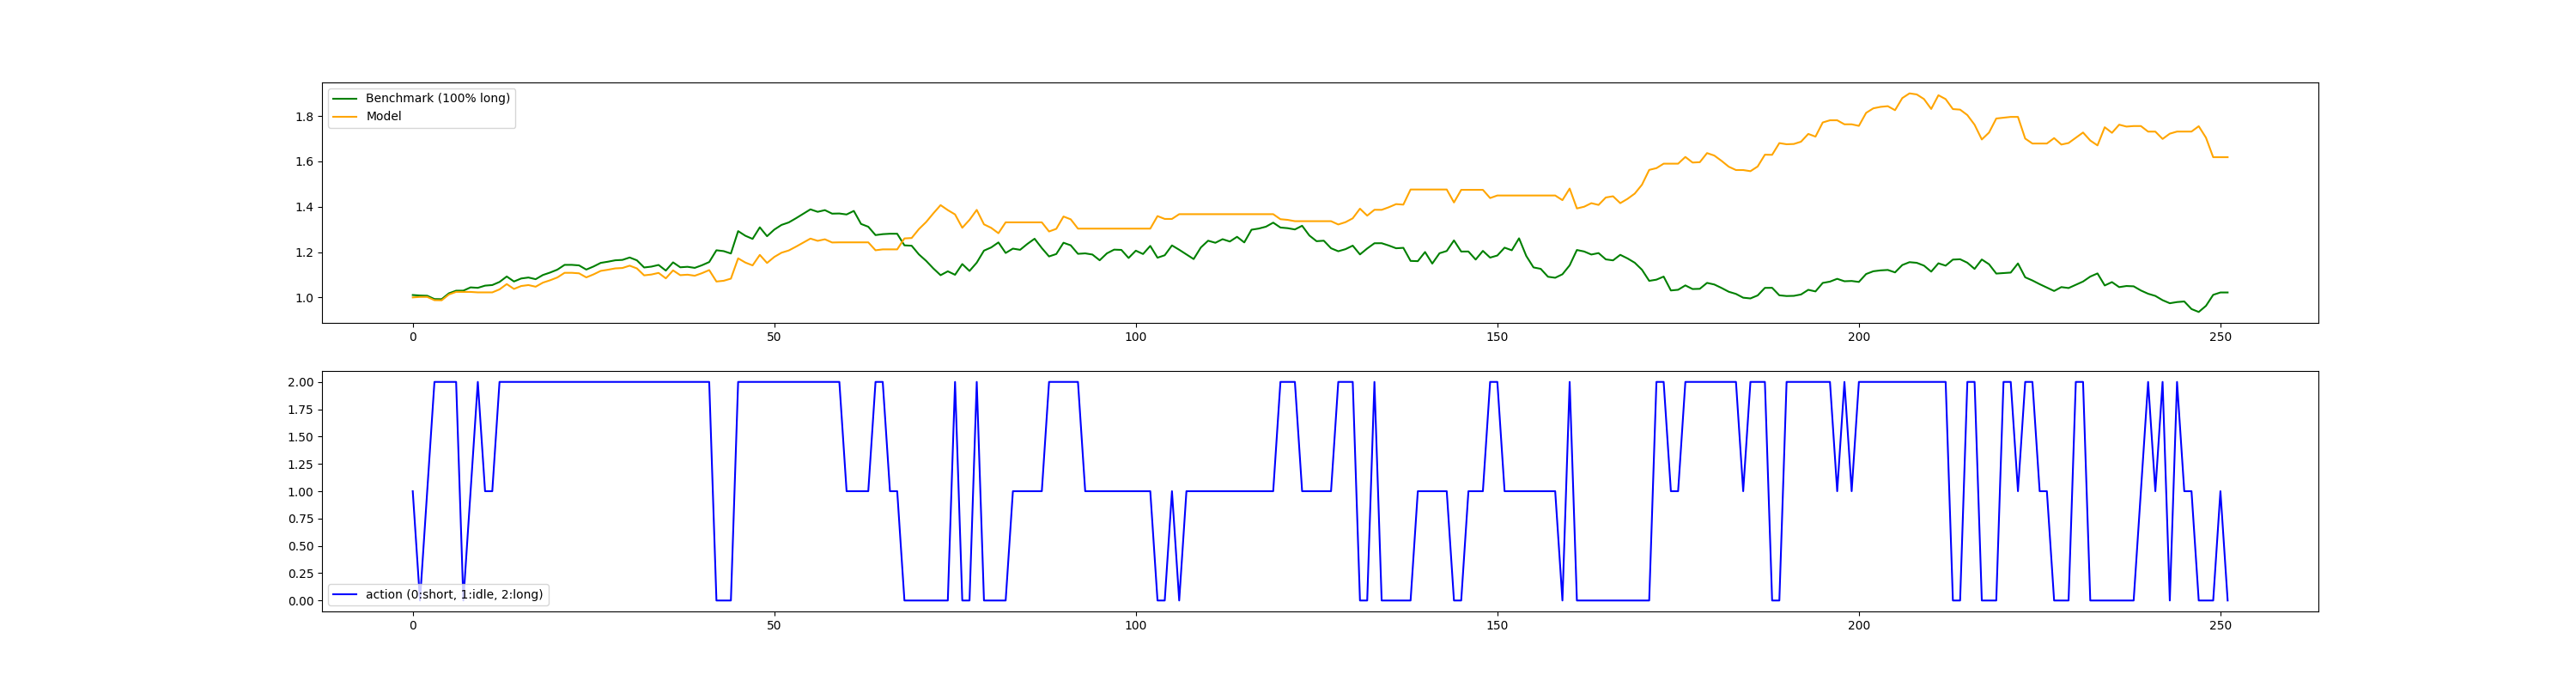 Benchmark (100% long)
Model
1.8
1.6
1.4
1.2
1.0
0 50 100 150 200 250
2.00
1.75
1.50
1.25
1.00
0.75
0.50
0.25
0.00
action (0:short, 1:idle, 2:long)
0 50 100 150 200 250